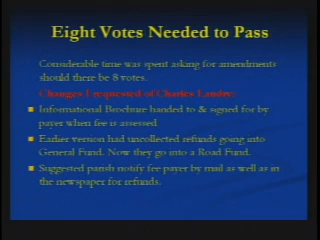 Eight Votes Needed to Pass
Considerable time was spent asking for amendments
should there be 8 votes.
Changes I requested of Charles Landry:
Informational Brochure handed to & signed for by
payer when fee is assessed
Earlier version had uncollected refunds going into
General Fund. Now they go into a Road Fund.
Suggested parish notify fee payer by mail as well as in
the newspaper for refunds.